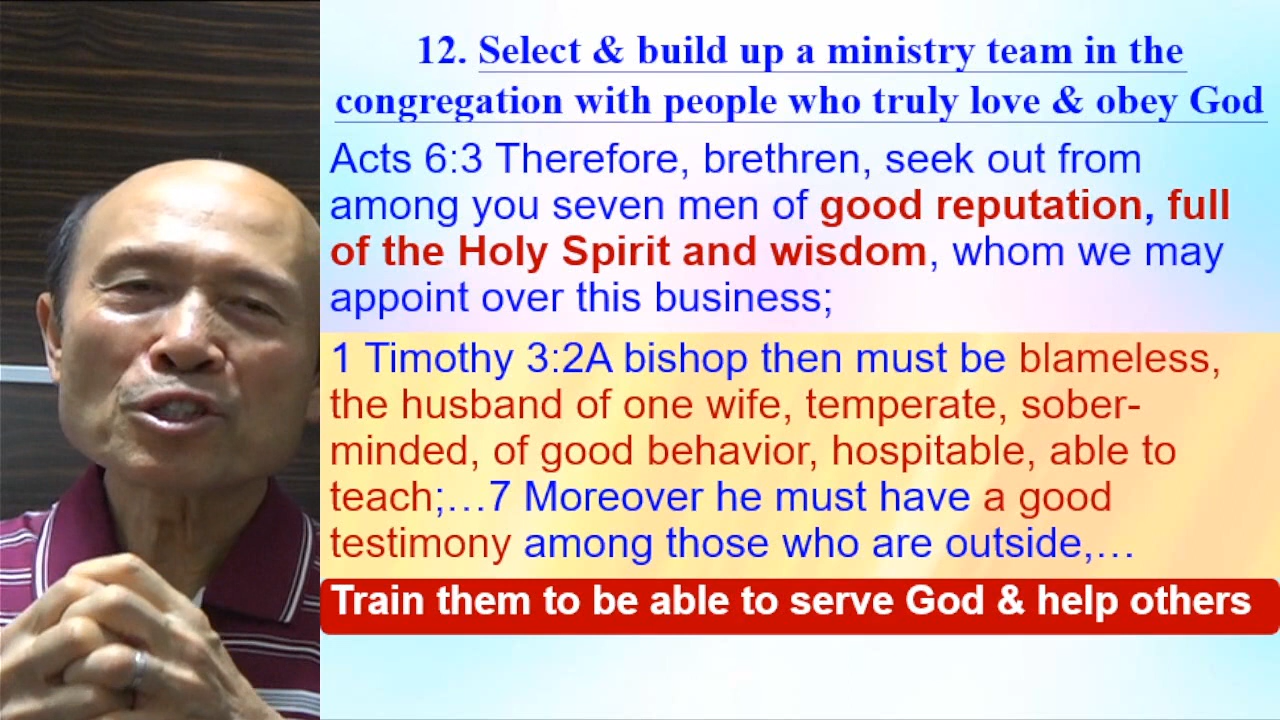 12. Select & build up a ministry team in the
congregation with people who truly love & obey God
Acts 6:3 Therefore, brethren, seek out from
among you seven men of good reputation, full
of the Holy Spirit and wisdom, whom we may
appoint over this business;
1 Timothy 3:2A bishop then must be blameless,
the husband of one wife, temperate, sober-
minded, of good behavior, hospitable, able to
teach;…7 Moreover he must have a good
testimony among those who are outside,…
Train them to be able to serve God & help others